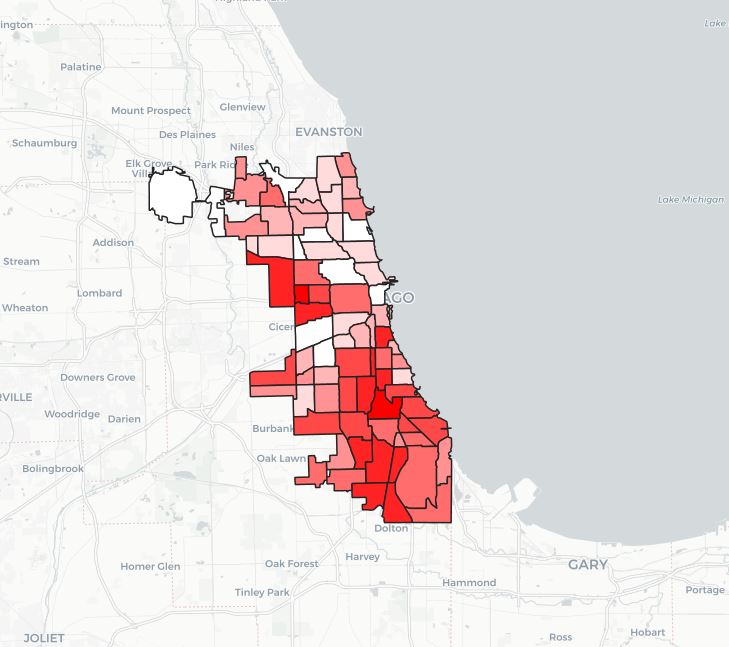 Highland Park
ington
Lake
Palatine
Mount Prospect
Glenview
Des Plaines
EVANSTON
Schaumburg
Niles
Elk Grove
Park Ri
Vill
Lake Michigan
Addison
Stream
Lombard
AGO
Wheaton
Cicer
Downers Grove
RVILLE
Woodridge
Darien
Burbank
Oak Lawn
Bolingbrook
Dolton
Harvey
Oak Forest
GARY
Homer Glen
Hammond
Tinley Park
Portage
Hobart
Ross
JOLIET